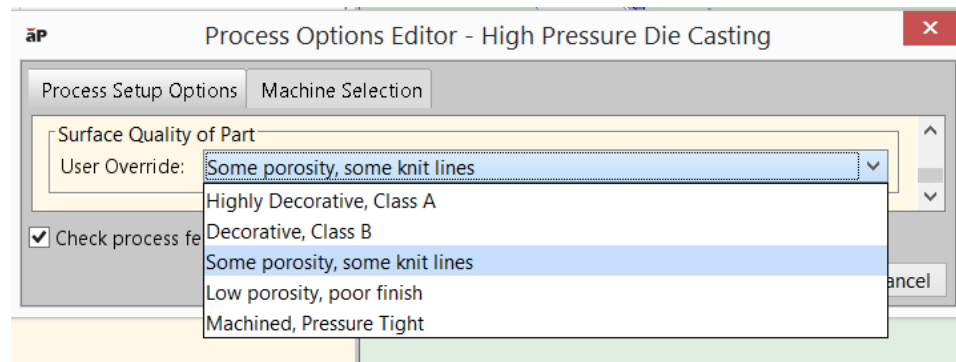 āP Process Options Editor - High Pressure Die Casting
Process Setup Options Machine Selection
Surface Quality of Part
User Override: Some porosity, some knit lines
Highly Decorative, Class A
Check process fe Decorative, Class B
Some porosity, some knit lines
Low porosity, poor finish ancel
Machined, Pressure Tight